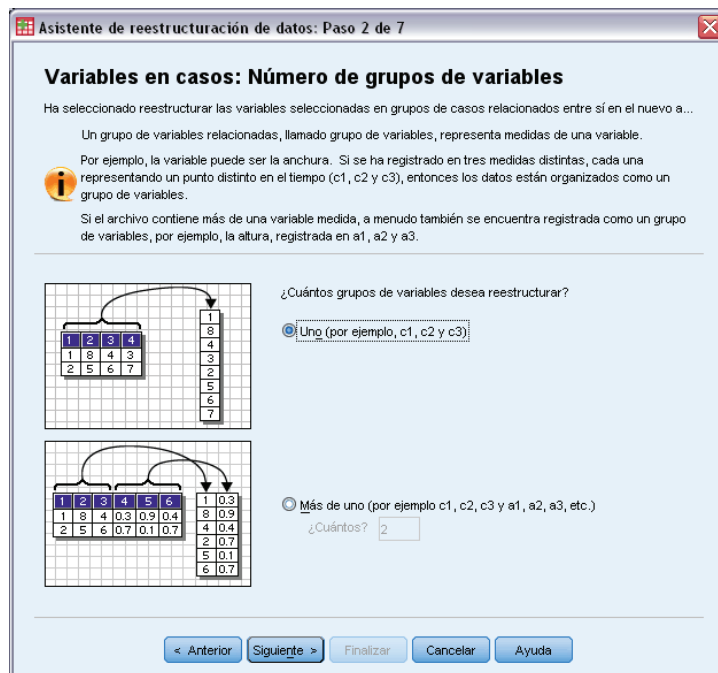 Asistente de reestructuración de datos: Paso 2 de 7
Variables en casos: Número de grupos de variables
Ha seleccionado reestructurar las variables seleccionadas en grupos de casos relacionados entre sí en el nuevo a...
Un grupo de variables relacionadas, llamado grupo de variables, representa medidas de una variable.
Por ejemplo, la variable puede ser la anchura. Si se ha registrado en tres medidas distintas, cada una
representando un punto distinto en el tiempo (c1, c2 y c3), entonces los datos están organizados como un
grupo de variables.
Si el archivo contiene más de una variable medida, a menudo también se encuentra registrada como un grupo
de variables, por ejemplo, la altura, registrada en a1, a2 y a3.
¿Cuántos grupos de variables desea reestructurar?
1 2 3 4
1 8 4 3
2 5 6 7
1
8
4
3
2
5
6
7
Uno (por ejemplo, c1, c2 y c3)
1 2 3 4 5 6
1 8 4 0.3 0.9 0.4
2 5 6 0.7 0.1 0.7
1 0.3
8 0.9
4 0.4
2 0.7
5 0.1
6 0.7
Más de uno (por ejemplo c1, c2, c3 y a1, a2, a3, etc.)
¿Cuántos? 2
< Anterior Siguiente > Finalizar Cancelar Ayuda